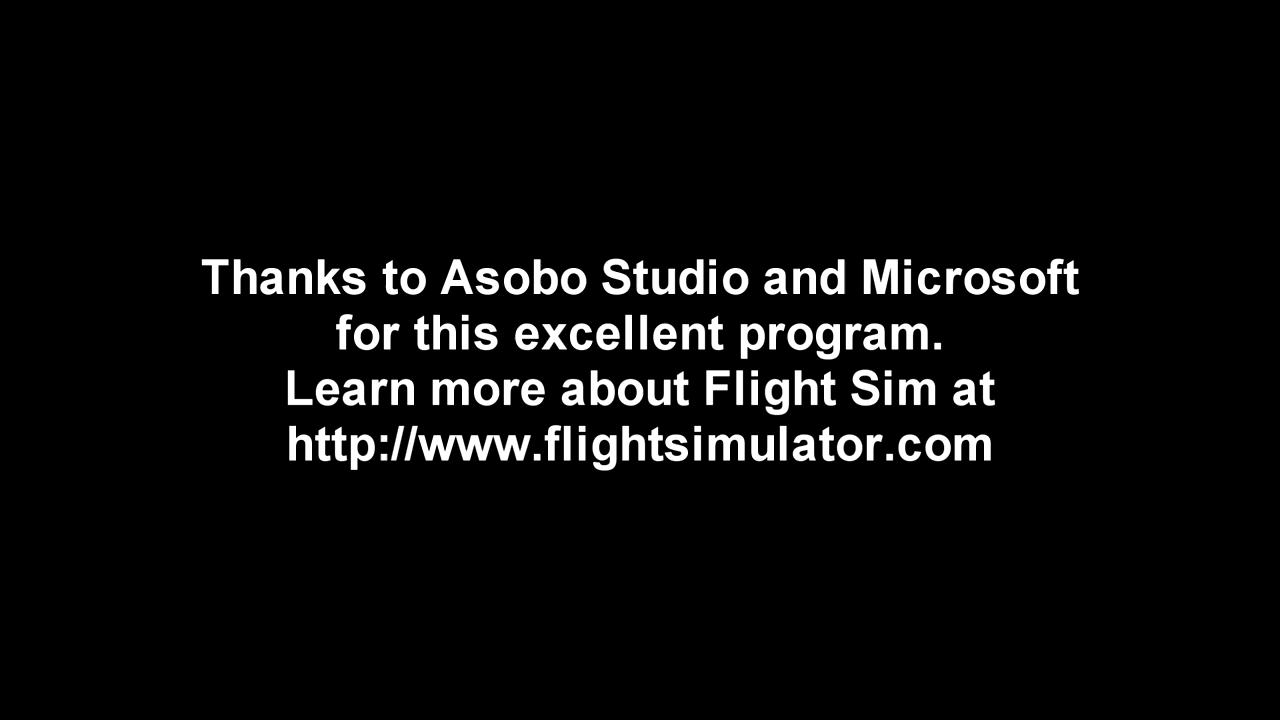 Thanks to Asobo Studio and Microsoft
for this excellent program.
Learn more about Flight Sim at
http://www.flightsimulator.com